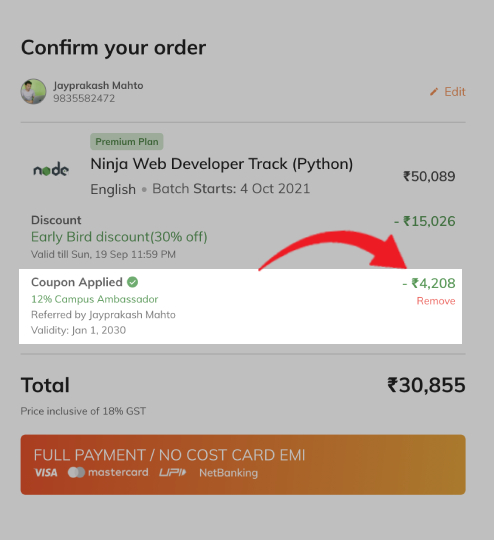 Confirm your order
Jayprakash Mahto
9835582472
Edit
Premium Plan
node
Ninja Web Developer Track (Python)
₹50,089
English • Batch Starts: 4 Oct 2021
Discount
- ₹15,026
Early Bird discount(30% off)
Valid till Sun, 19 Sep 11:59 PM
Coupon Applied
- ₹4,208
12% Campus Ambassador
Remove
Referred by Jayprakash Mahto
Validity: Jan 1, 2030
Total
₹30,855
Price inclusive of 18% GST
FULL PAYMENT / NO COST CARD EMI
VISA mastercard UPI NetBanking